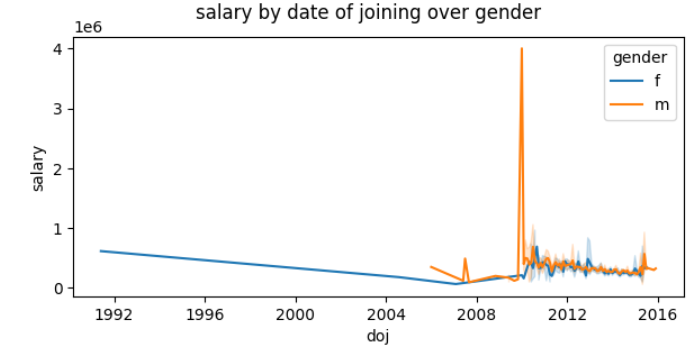 salary by date of joining over gender
1e6
4
3
2
1
0
salary
gender
f
m
1992 1996 2000 2004 2008 2012 2016
doj